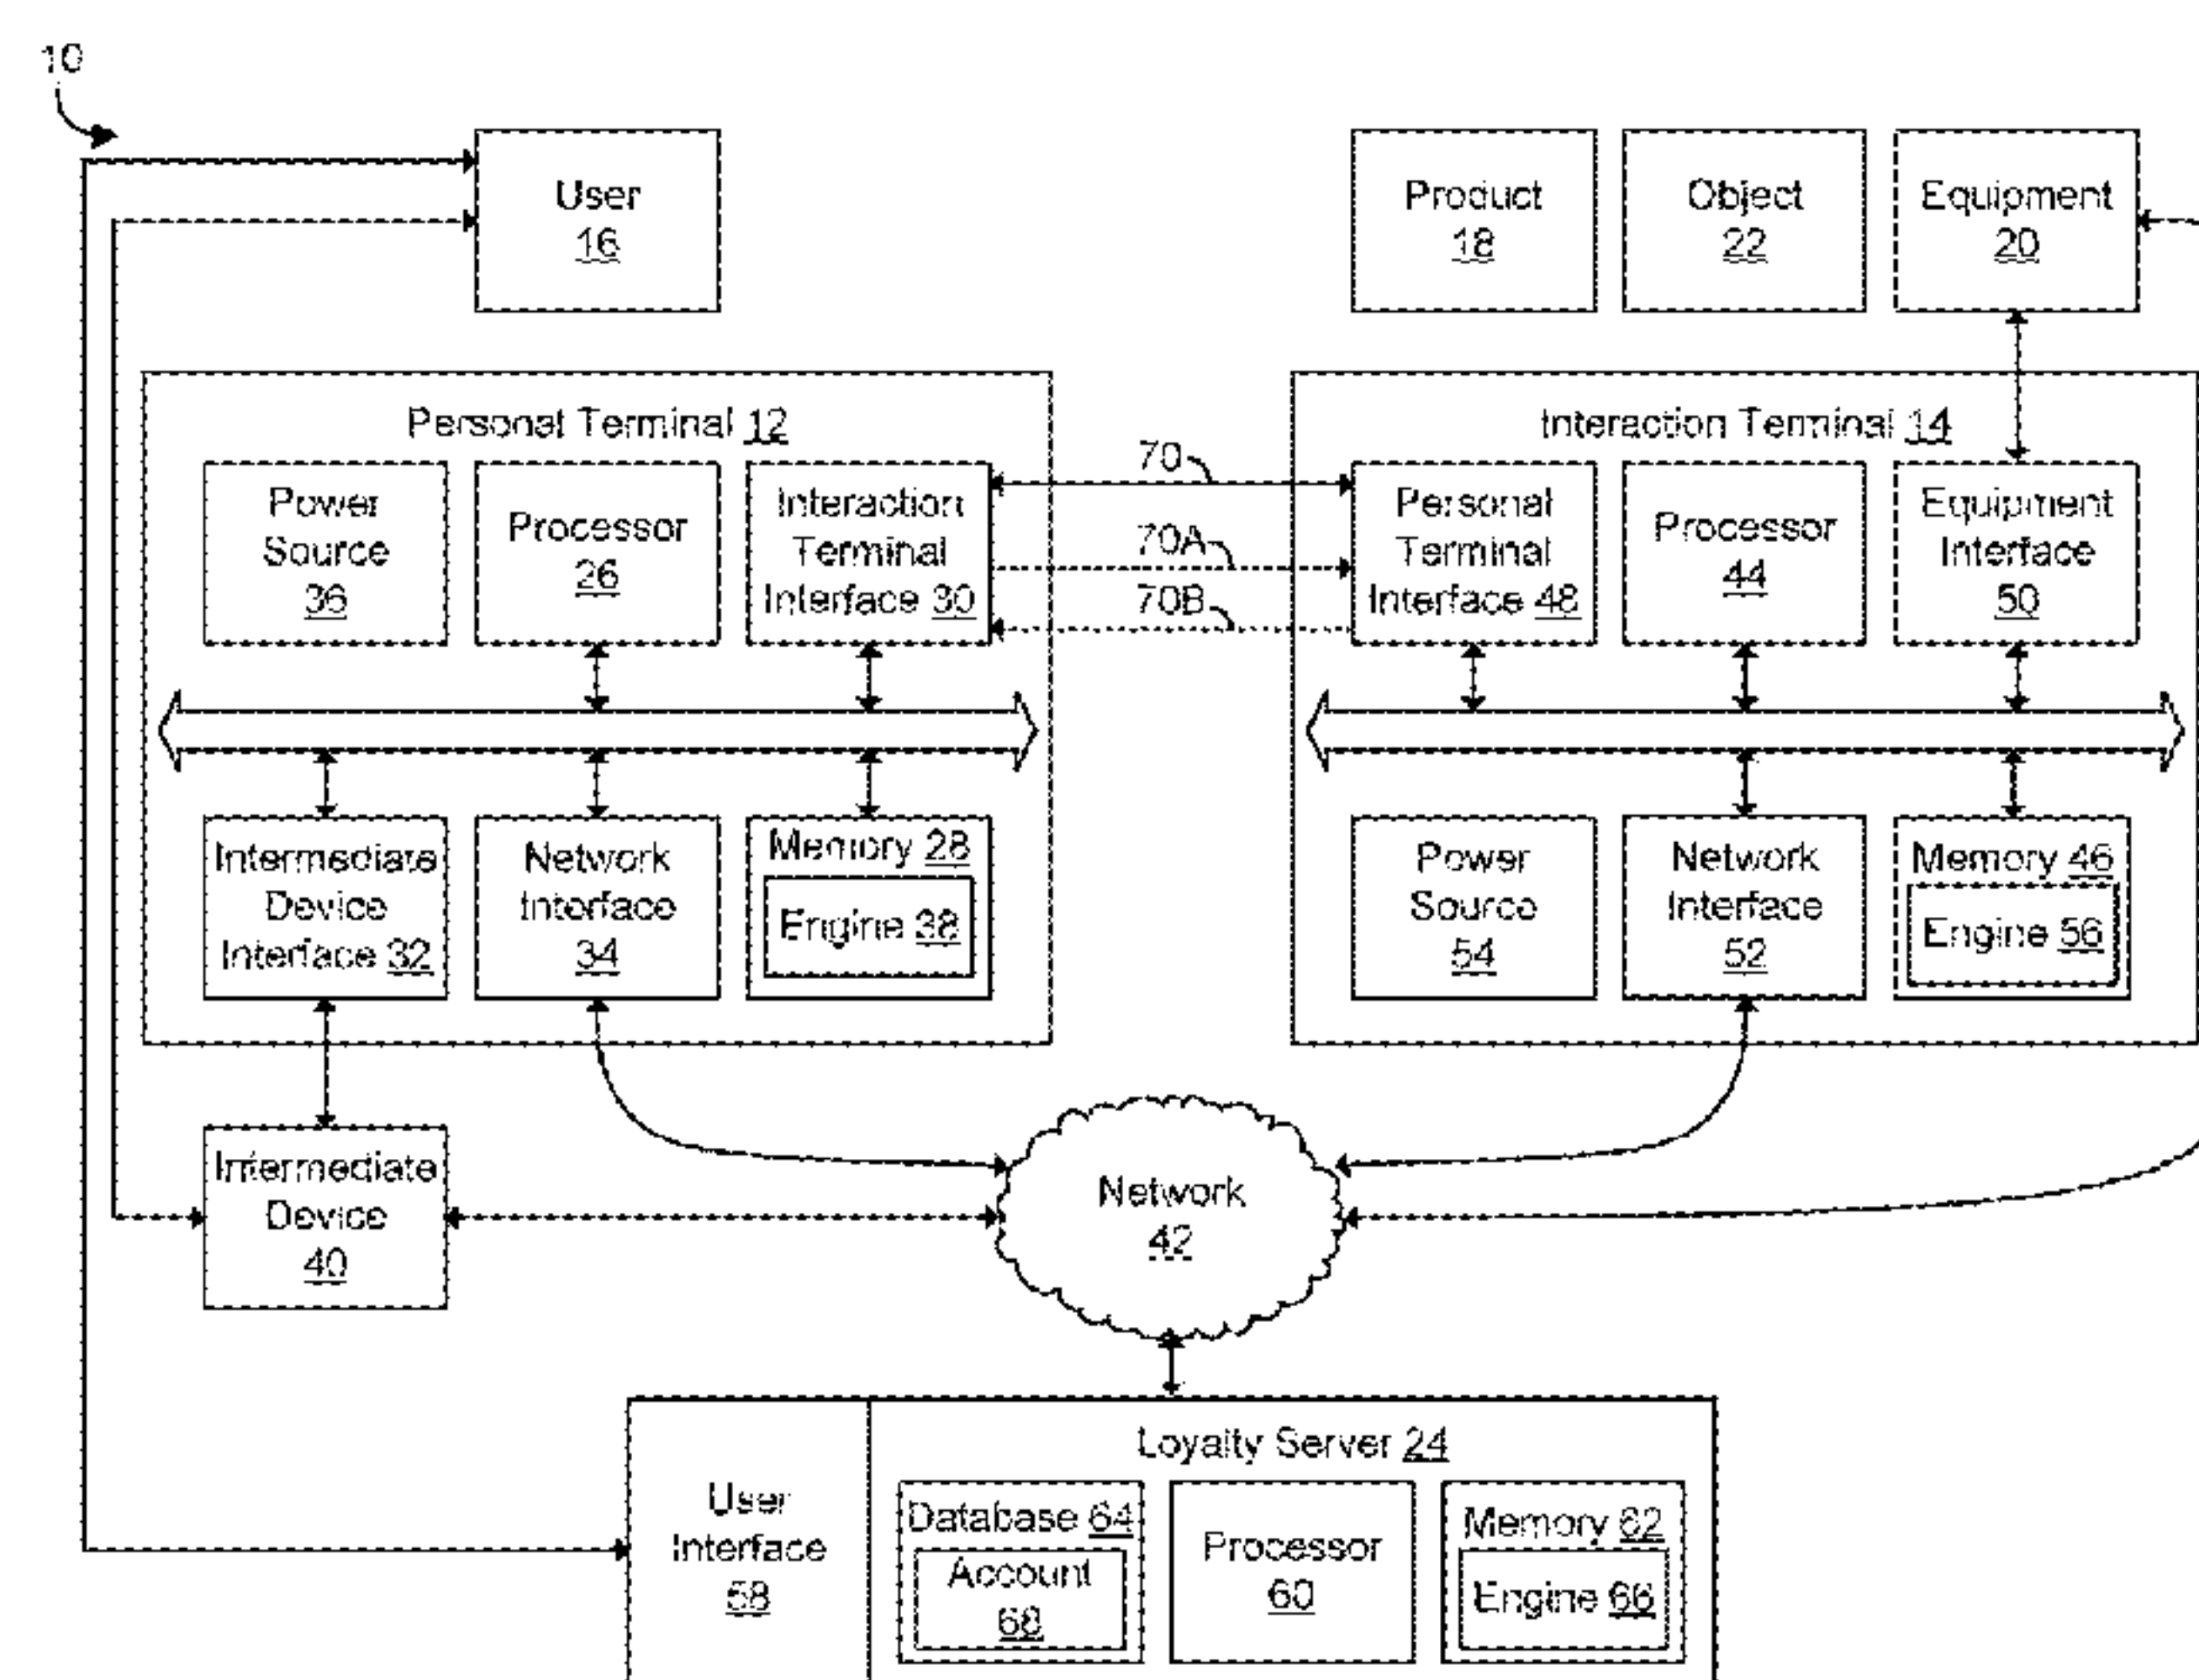 10
User
16
Product
18
Object
22
Equipment
20
Personal Terminal 12
Power
Source
36
Processor
26
Interaction
Terminal
Interface 30
70
70A
70B
Interaction Terminal 14
Personal
Terminal
Interface 48
Processor
44
Equipment
Interface
50
Intermediate
Device
Interface 32
Network
Interface
34
Memory 28
Engine 38
Power
Source
54
Network
Interface
52
Memory 46
Engine 56
Intermediate
Device
40
Network
42
User
Interface
58
Loyalty Server 24
Database 64
Account
68
Processor
60
Memory 62
Engine 66